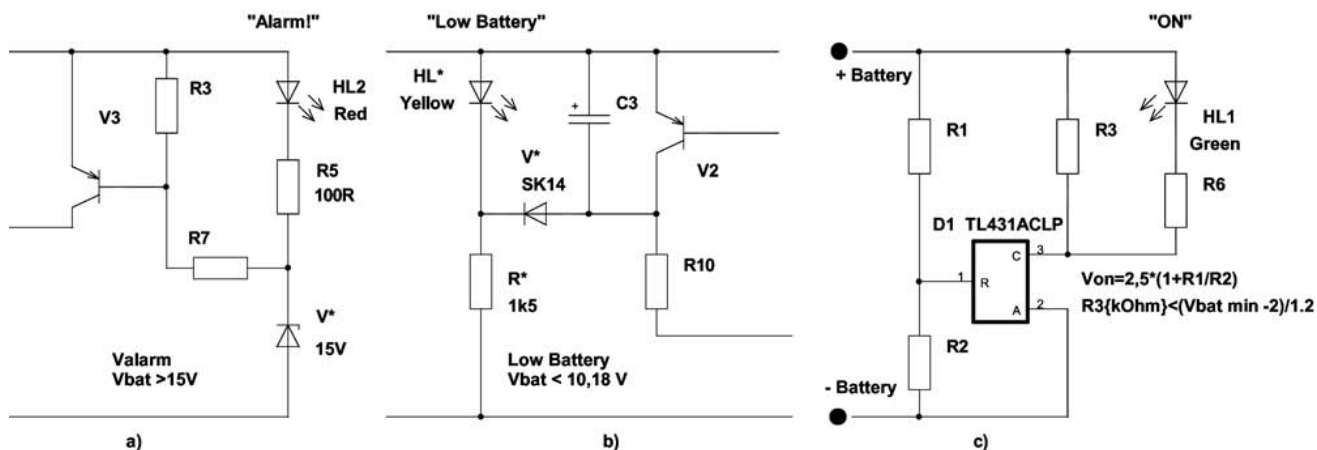 "Alarm!"
HL2
Red
R3
V3
R5
100R
R7
V*
15V
Valarm
Vbat >15V
a)
"Low Battery"
HL*
Yellow
+
C3
V*
SK14
V2
R*
1k5
R10
Low Battery
Vbat < 10,18 V
b)
"ON"
+ Battery
R1
R3
HL1
Green
R6
D1 TL431ACLP
1
R
C
3
A
2
Von=2,5*(1+R1/R2)
R3{kOhm}<(Vbat min -2)/1.2
R2
- Battery
c)